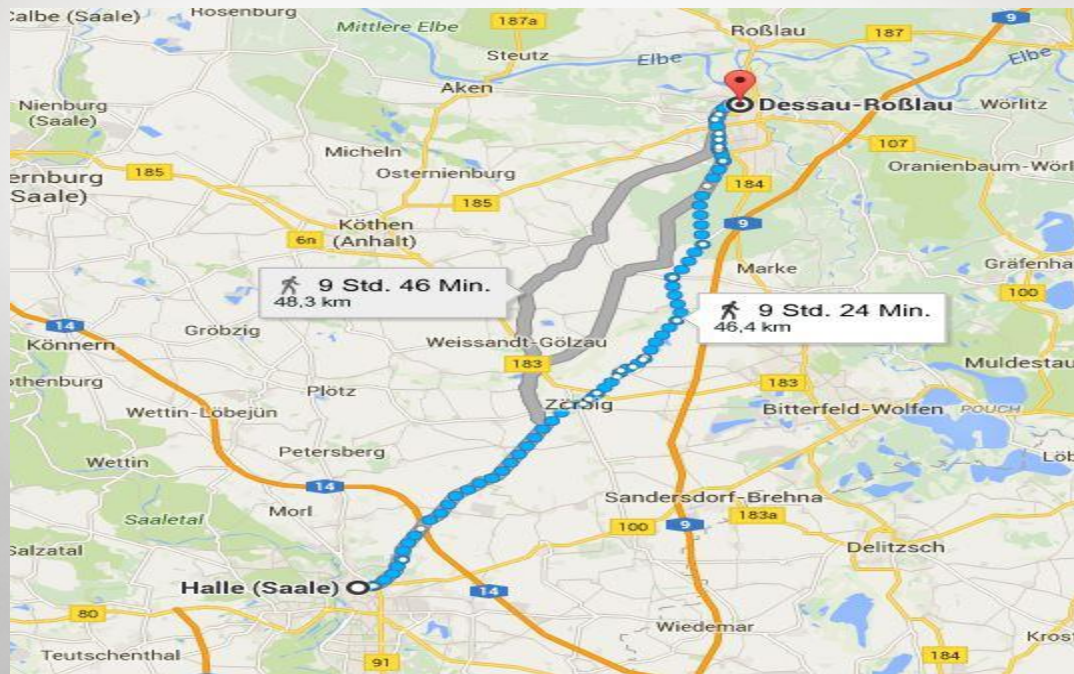 Calbe (Saale)
Rosenburg
Mittlere Elbe
187a
Steutz
Roßlau
187
9
Elbe
Elbe
Aken
Nienburg
(Saale)
Dessau-Roßlau
Wörlitz
Micheln
107
185
Osternienburg
Oranienbaum-Wörl
ernburg
(Saale)
185
184
Köthen
(Anhalt)
6n
9
Marke
Gräfenha
9 Std. 46 Min.
48,3 km
100
9 Std. 24 Min.
46,4 km
14
Gröbzig
Könnern
Weissandt-Gölzau
Muldestau
183
othenburg
Plötz
183
Zörbig
Wettin-Löbejün
Bitterfeld-Wolfen
POUCH
Petersberg
Wettin
Löb
14
Sandersdorf-Brehna
Morl
183a
Saaletal
100
9
Salzatal
Delitzsch
Halle (Saale)
14
80
Wiedemar
Krost
Teutschenthal
91
184